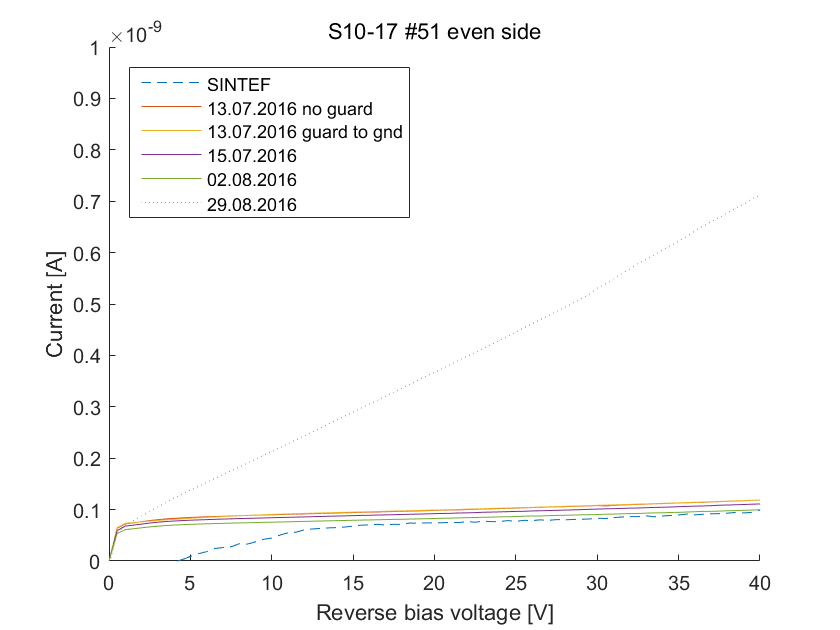 S10-17 #51 even side
×10⁻⁹
1
0.9
0.8
0.7
0.6
0.5
0.4
0.3
0.2
0.1
0
SINTEF
13.07.2016 no guard
13.07.2016 guard to gnd
15.07.2016
02.08.2016
29.08.2016
Current [A]
0 5 10 15 20 25 30 35 40
Reverse bias voltage [V]